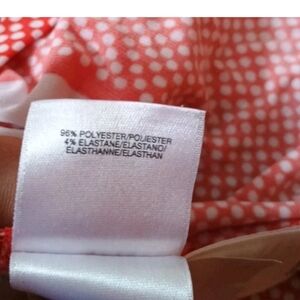 96% POLYESTER/POLIESTER
4% ELASTANE/ELASTANO/
ELASTHANNE/ELASTHAN